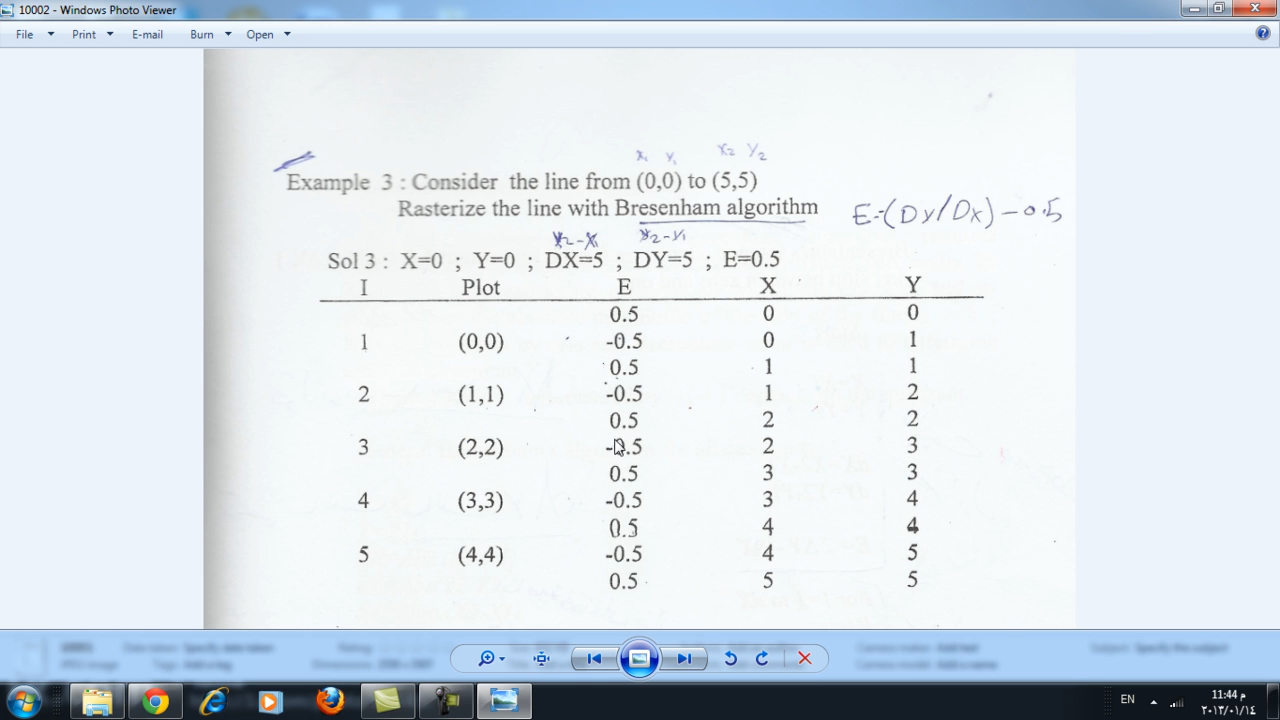 10002 - Windows Photo Viewer
File Print E-mail Burn Open
x1 y1 x2 y2
Example 3 : Consider the line from (0,0) to (5,5)
Rasterize the line with Bresenham algorithm
E=(Dy/Dx)-0.5
x2-x1 y2-y1
Sol 3 : X=0 ; Y=0 ; DX=5 ; DY=5 ; E=0.5
I Plot E X Y
0.5 0 0
1 (0,0) -0.5 0 1
0.5 1 1
2 (1,1) -0.5 1 2
0.5 2 2
3 (2,2) -0.5 2 3
0.5 3 3
4 (3,3) -0.5 3 4
0.5 4 4
5 (4,4) -0.5 4 5
0.5 5 5
EN
11:44 م
٢٠١٣/٠١/١٤